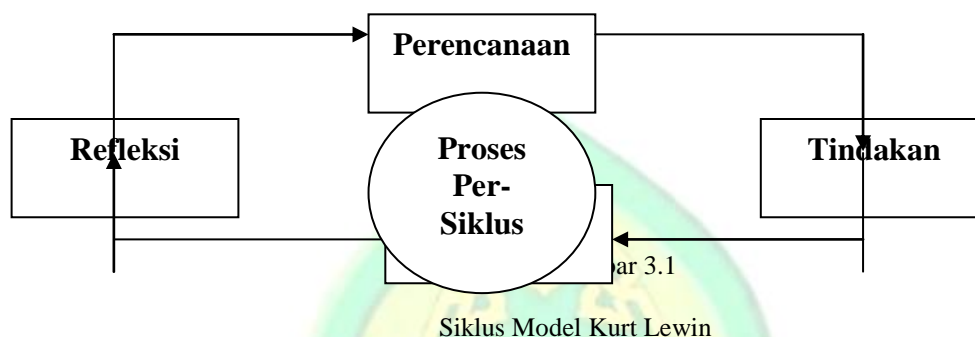 Perencanaan
Refleksi
Proses
Per-
Siklus
Tindakan
3.1
Siklus Model Kurt Lewin